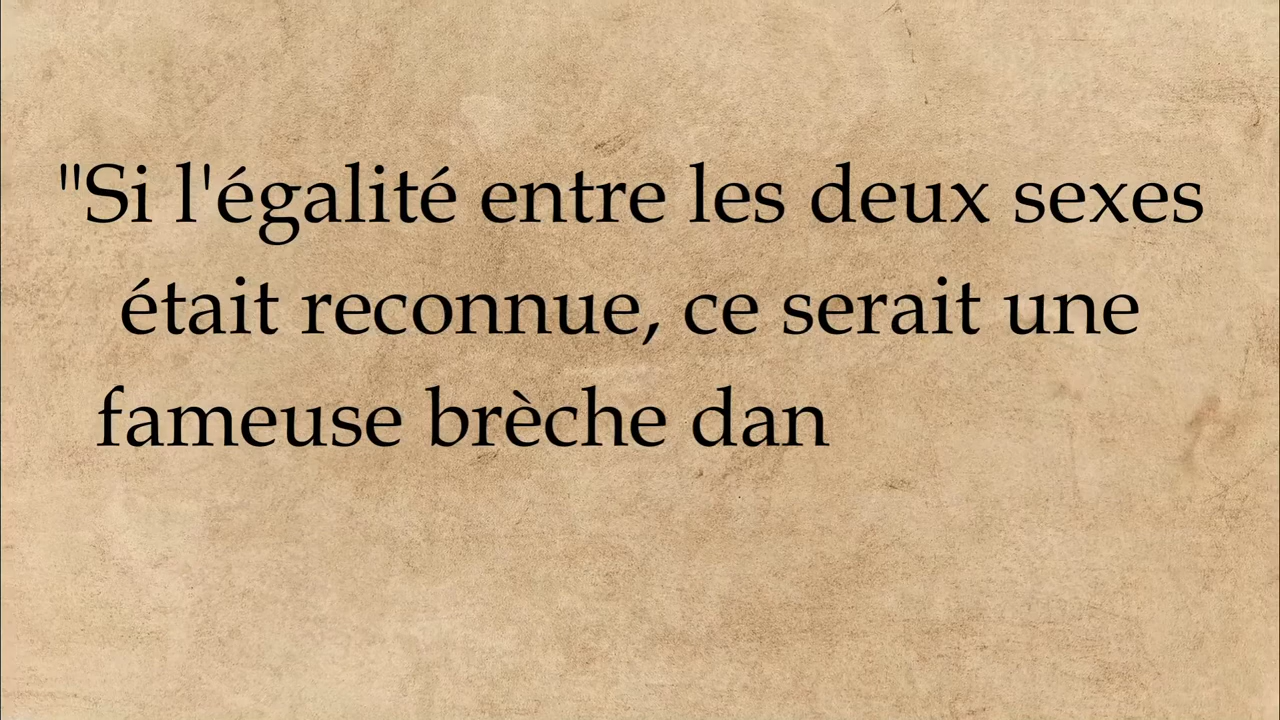 "Si l'égalité entre les deux sexes
était reconnue, ce serait une
fameuse brèche dan